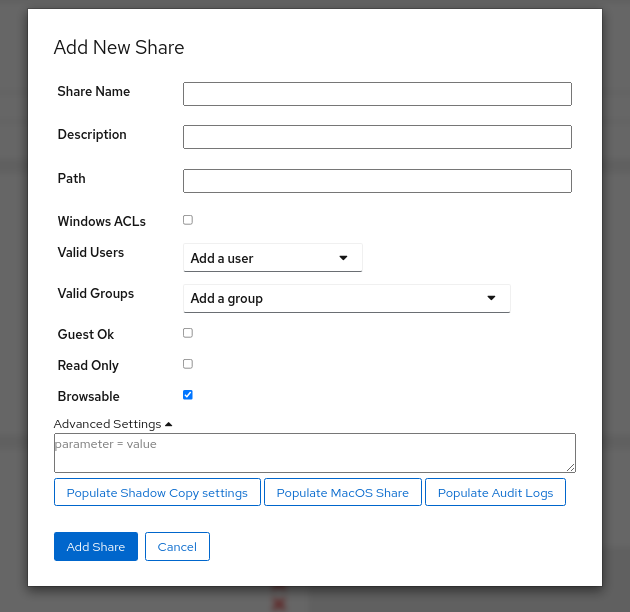 Add New Share
Share Name
Description
Path
Windows ACLs
Valid Users Add a user
Valid Groups Add a group
Guest Ok
Read Only
Browsable
Advanced Settings
parameter = value
Populate Shadow Copy settings Populate MacOS Share Populate Audit Logs
Add Share Cancel